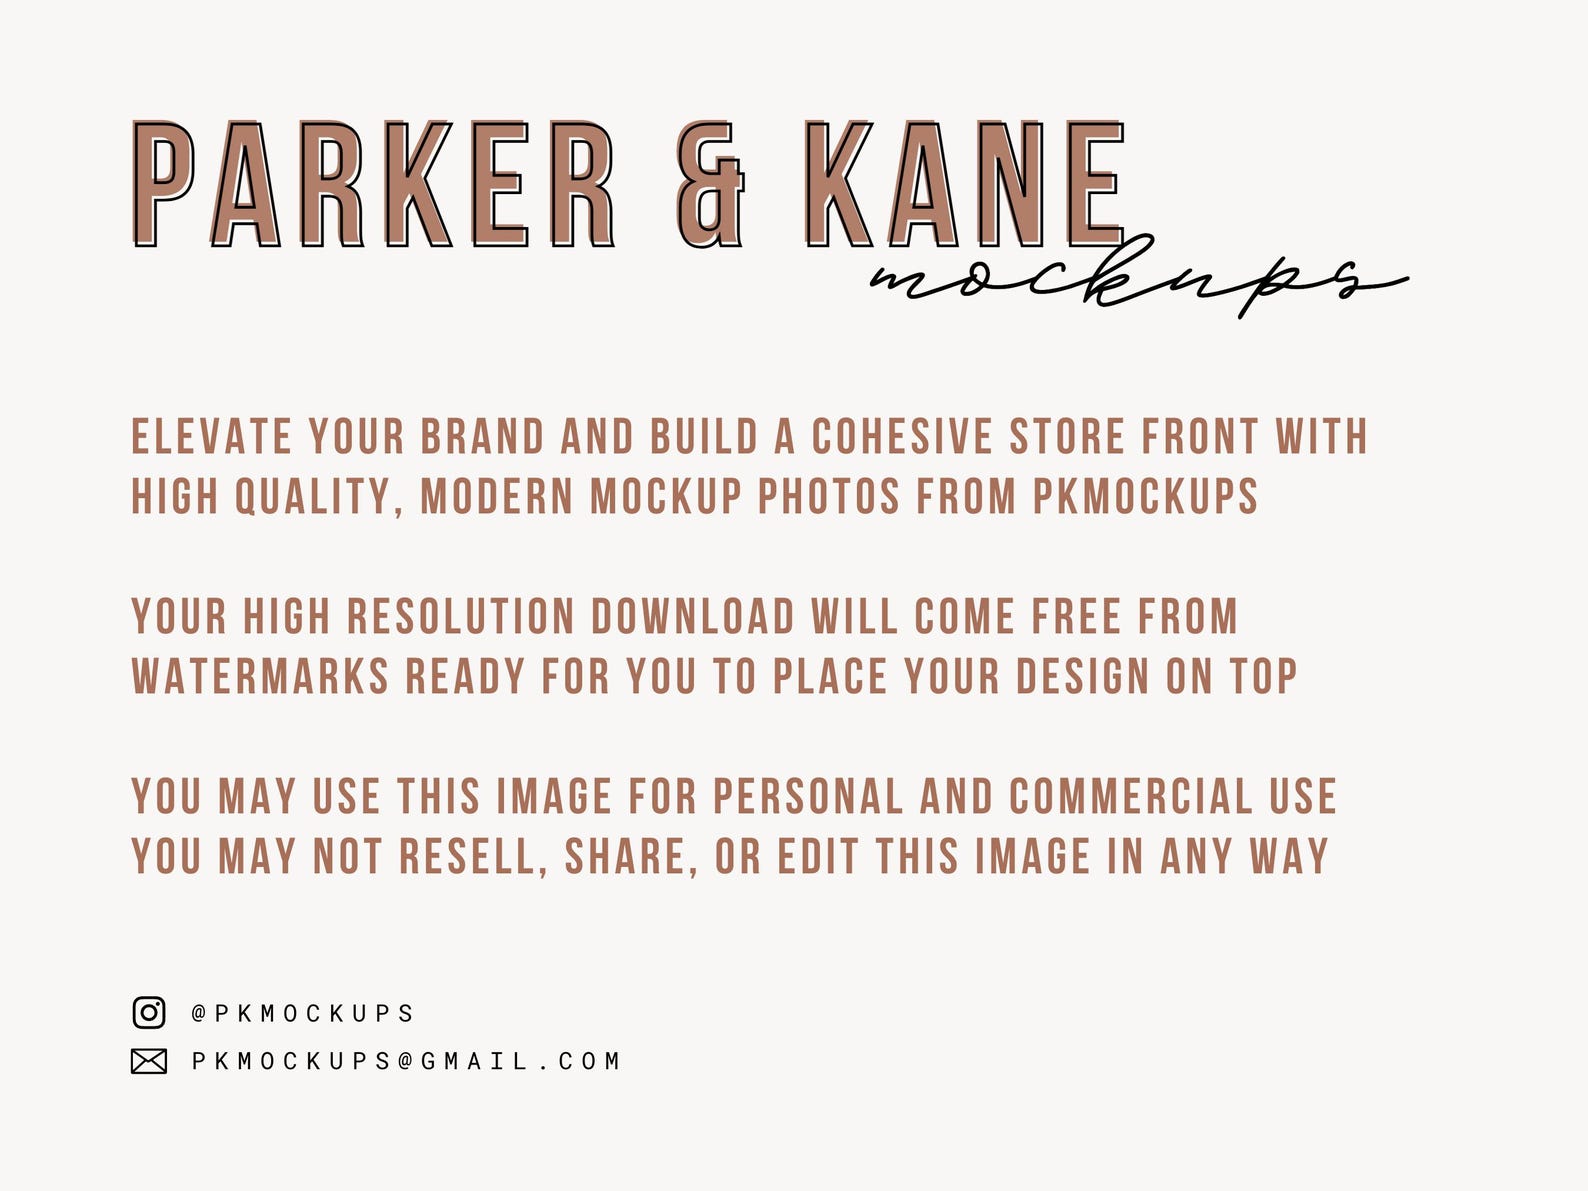 PARKER & KANE
mockups
ELEVATE YOUR BRAND AND BUILD A COHESIVE STORE FRONT WITH
HIGH QUALITY, MODERN MOCKUP PHOTOS FROM PKMOCKUPS
YOUR HIGH RESOLUTION DOWNLOAD WILL COME FREE FROM
WATERMARKS READY FOR YOU TO PLACE YOUR DESIGN ON TOP
YOU MAY USE THIS IMAGE FOR PERSONAL AND COMMERCIAL USE
YOU MAY NOT RESELL, SHARE, OR EDIT THIS IMAGE IN ANY WAY
@PKMOCKUPS
PKMOCKUPS@GMAIL.COM